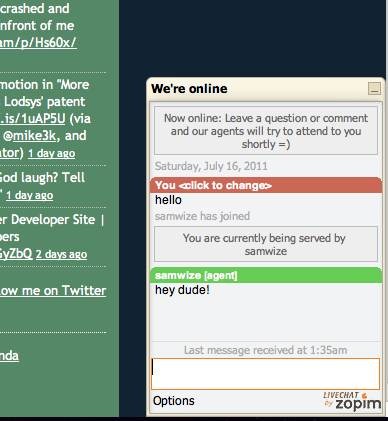 crashed and
nfront of me
am/p/Hs60x/
motion in "More
Lodsys' patent
.is/1uAP5U (via
@mike3k, and
ator) 1 day ago
God laugh? Tell
" 1 day ago
er Developer Site |
pers
GyZbQ 2 days ago
low me on Twitter
nda
We're online
Now online: Leave a question or comment
and our agents will try to attend to you
shortly =)
Saturday, July 16, 2011
You <click to change>
hello
samwize has joined
You are currently being served by
samwize
samwize [agent]
hey dude!
Last message received at 1:35am
Options
LIVECHAT
by zopim